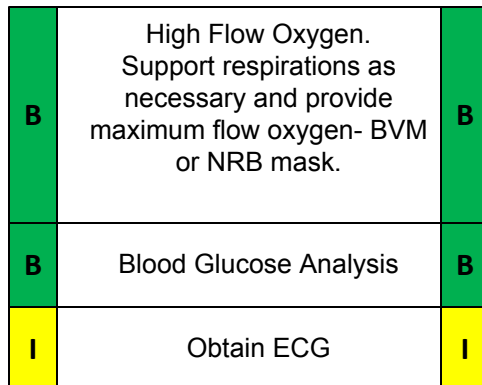 High Flow Oxygen.
Support respirations as
B necessary and provide B
maximum flow oxygen- BVM
or NRB mask.
B Blood Glucose Analysis B
I Obtain ECG I